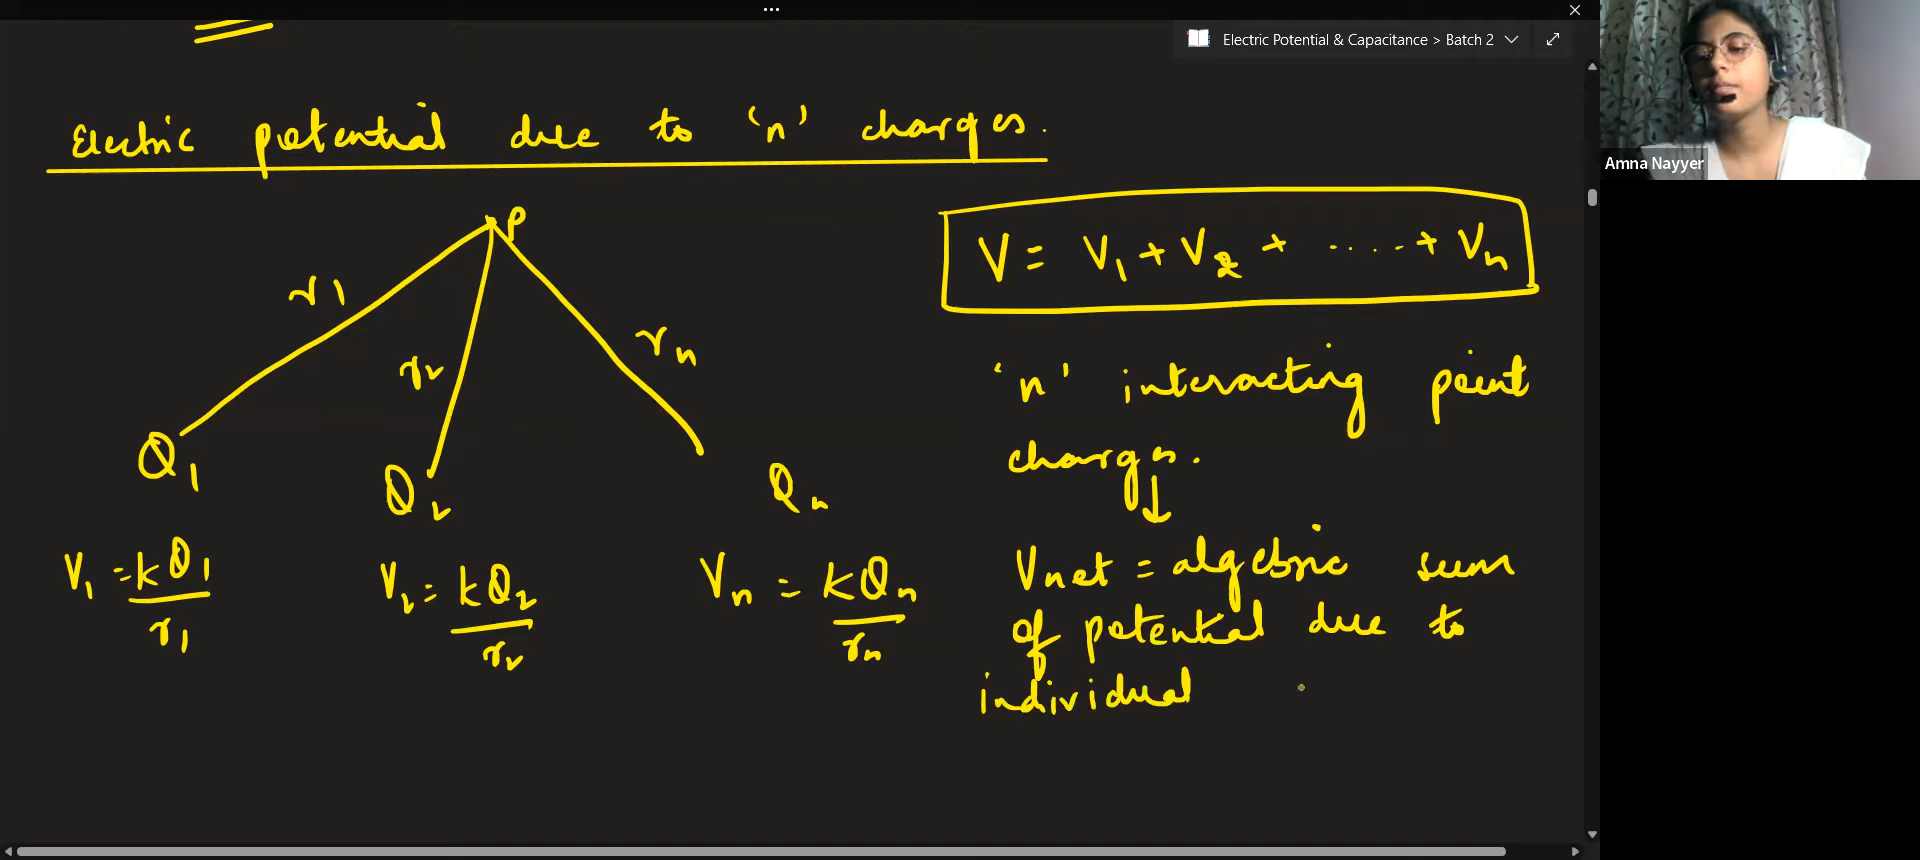 Electric Potential & Capacitance > Batch 2
Amna Nayyer
Electric potential due to 'n' charges.
P
r1
r2
rn
Q1
Q2
Qn
V1 = kQ1/r1
V2 = kQ2/r2
Vn = kQn/rn
V = V1 + V2 + ..... + Vn
'n' interacting point
charges.
↓
Vnet = algebric sum
of potential due to
individual